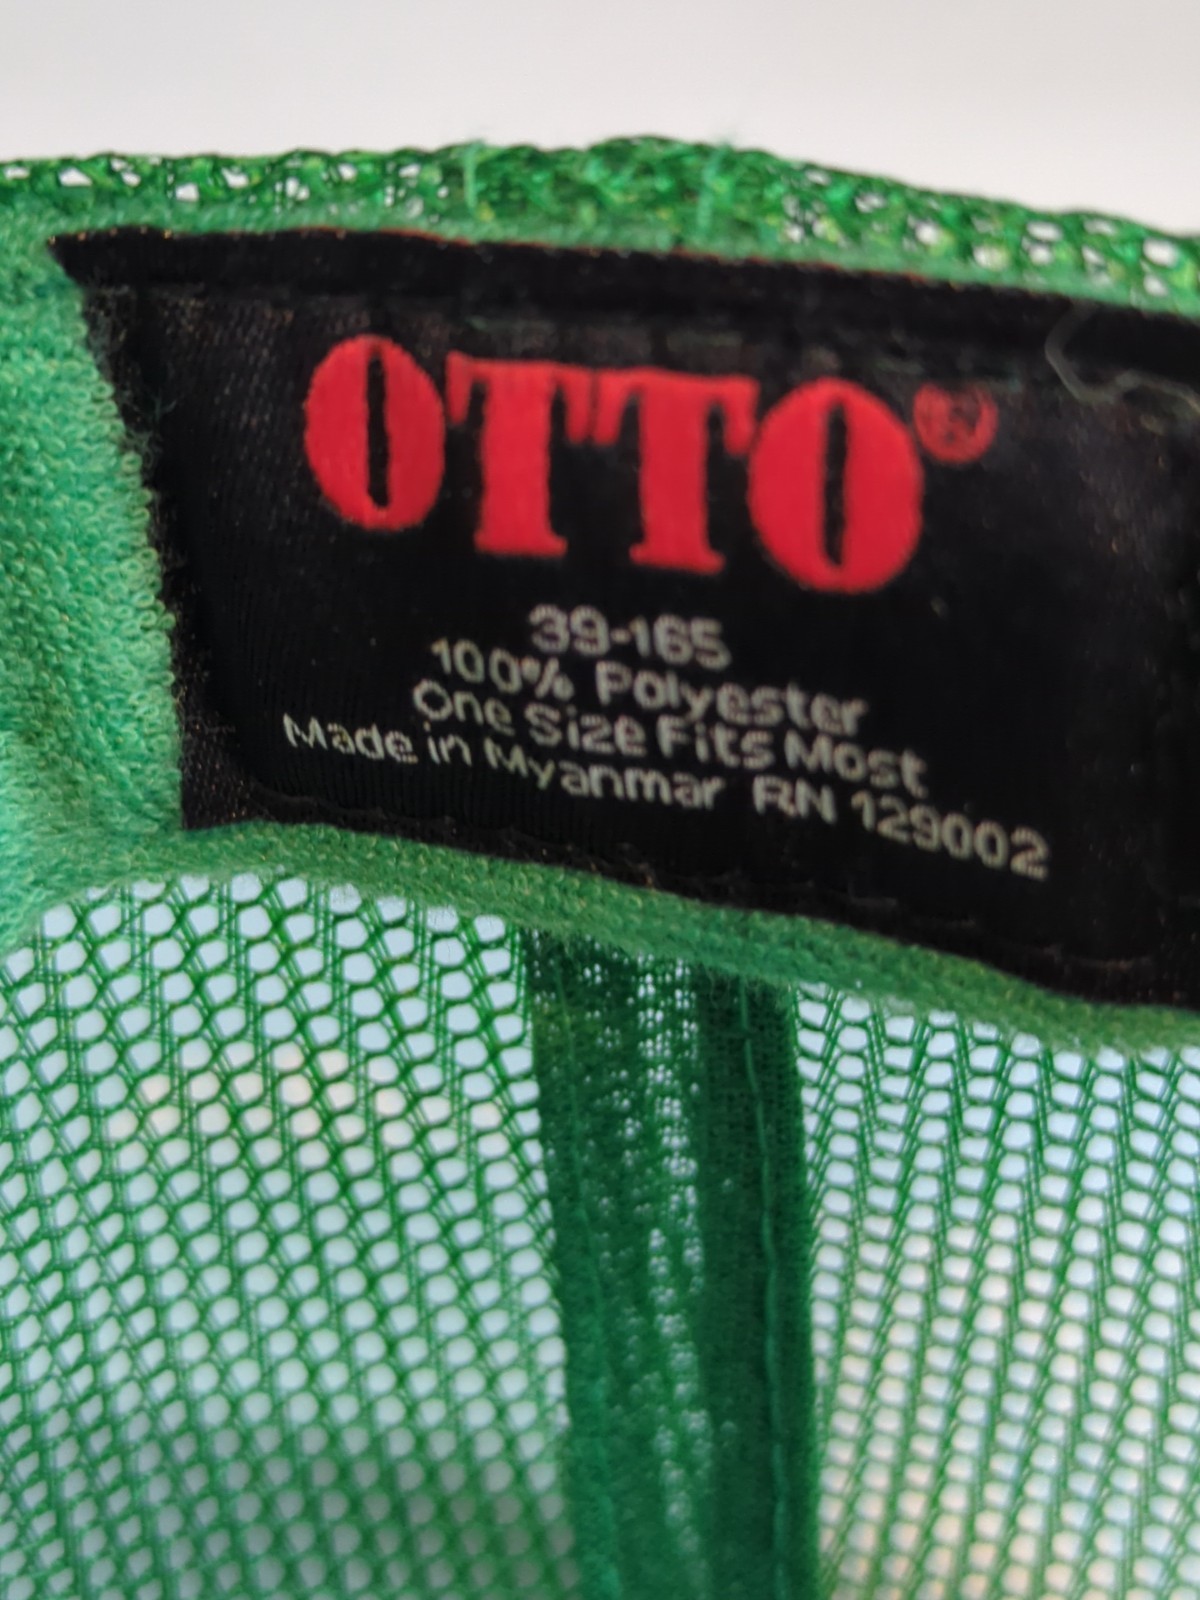 OTTO®
39-165
100% Polyester
One Size Fits Most
Made in Myanmar RN 129002